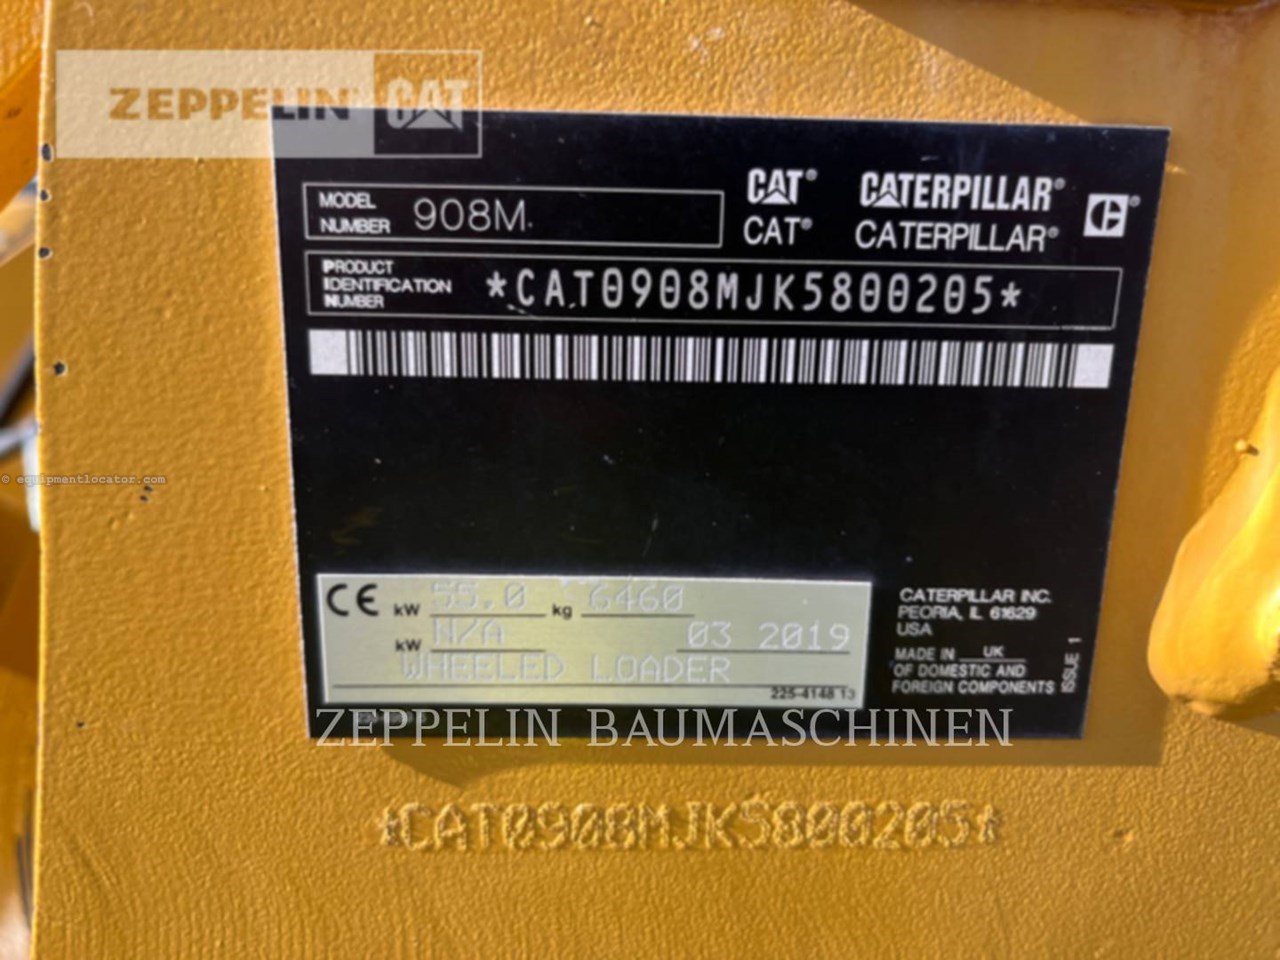 ZEPPELIN CAT
MODEL
NUMBER 908M
CAT® CATERPILLAR®
CAT® CATERPILLAR®
PRODUCT
IDENTIFICATION
NUMBER
*CAT0908MJK5800205*
© equipmentlocator.com
CE kW 55.0 kg 6460
kW N/A 03 2019
WHEELED LOADER
225-4148 13
CATERPILLAR INC.
PEORIA, IL 61629
USA
MADE IN UK
OF DOMESTIC AND
FOREIGN COMPONENTS
ISSUE 1
ZEPPELIN BAUMASCHINEN
*CAT0908MJK5800205*